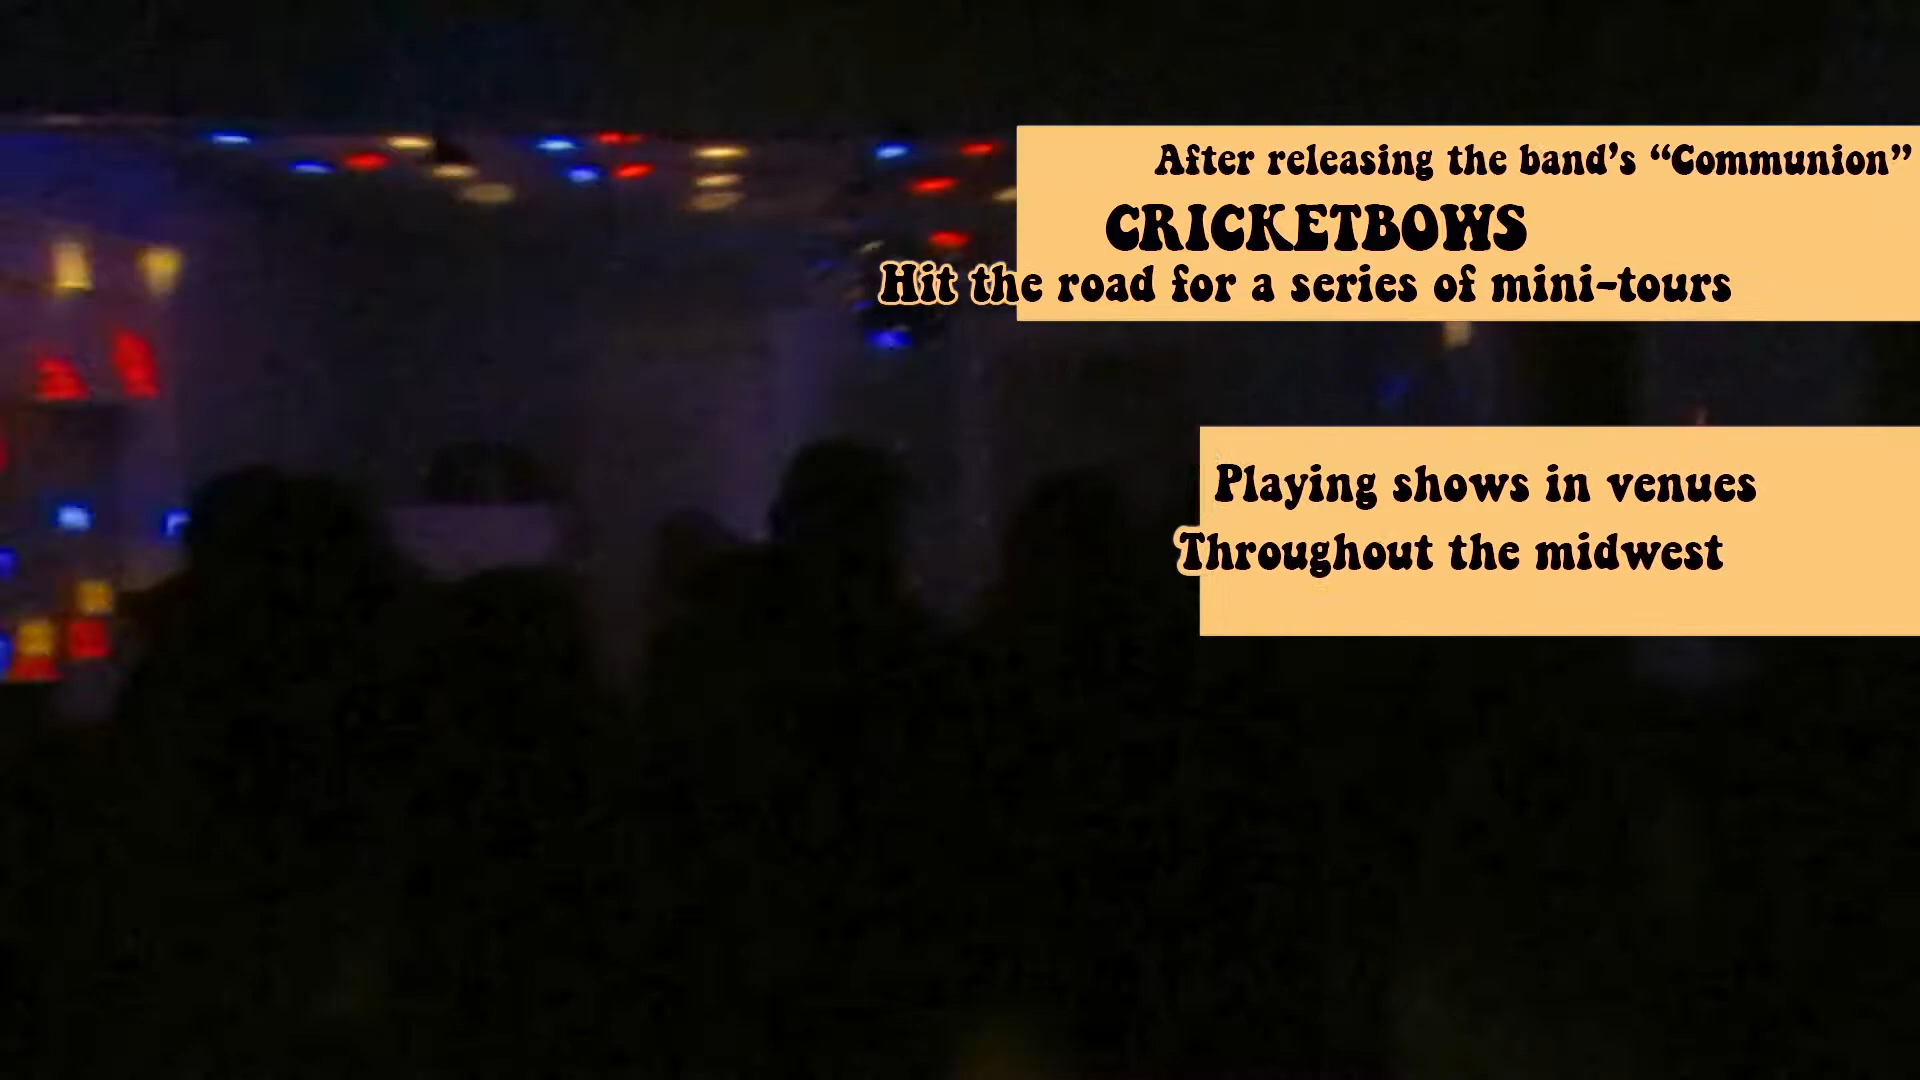 After releasing the band's “Communion”
CRICKETBOWS
Hit the road for a series of mini-tours
Playing shows in venues
Throughout the midwest